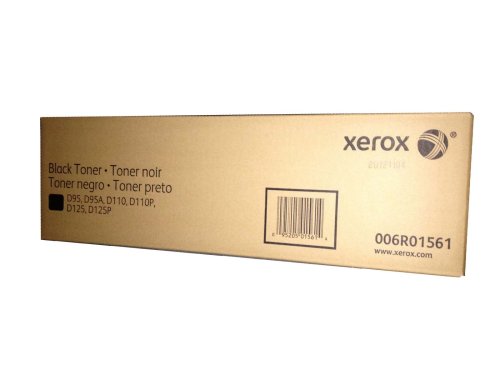 xerox ®
Black Toner • Toner noir
Toner negro • Toner preto
D95, D95A, D110, D110P,
D125, D125P
006R01561
www.xerox.com